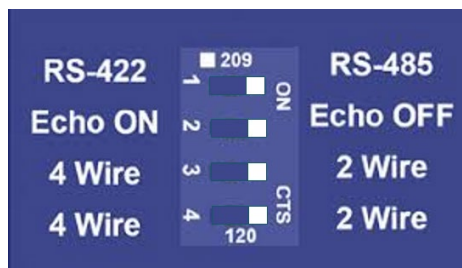 209
RS-422 1 ON RS-485
Echo ON 2 Echo OFF
4 Wire 3 2 Wire
4 Wire 4 CTS 2 Wire
120